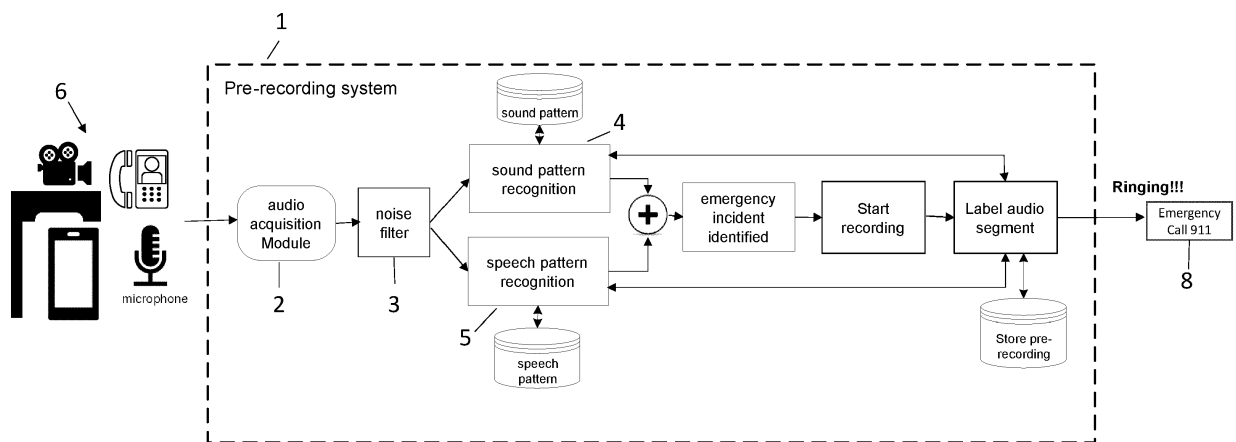 1
Pre-recording system
6
sound pattern
4
sound pattern
recognition
Ringing!!!
audio
acquisition
Module
noise
filter
emergency
incident
identified
Start
recording
Label audio
segment
Emergency
Call 911
microphone
speech pattern
recognition
2
3
8
5
speech
pattern
Store pre-
recording